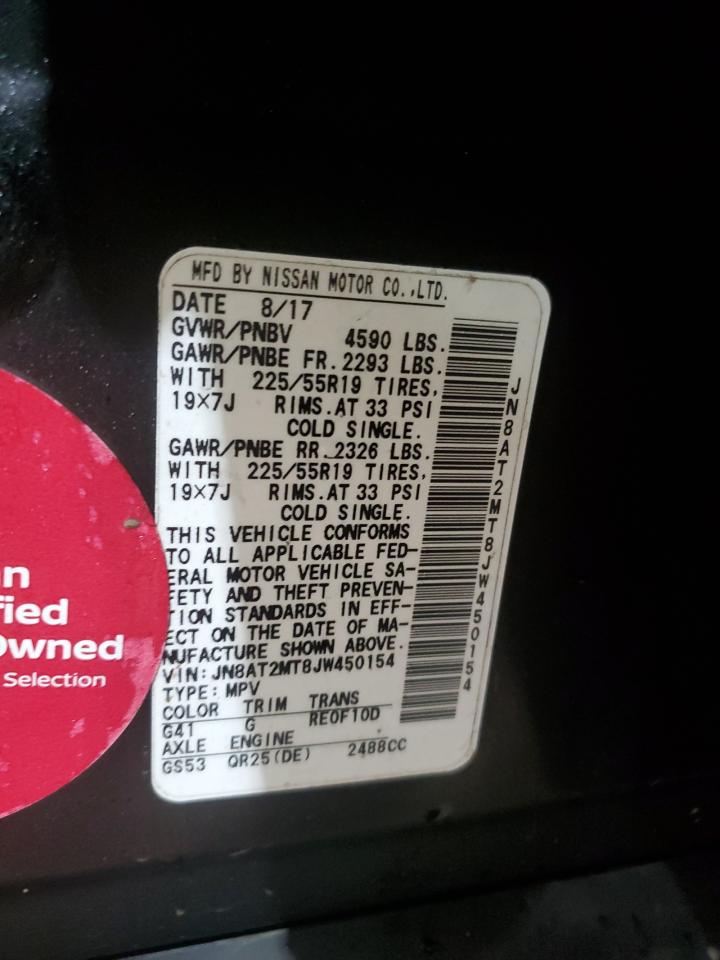 MFD BY NISSAN MOTOR CO.,LTD.
DATE 8/17
GVWR/PNBV 4590 LBS.
GAWR/PNBE FR. 2293 LBS.
WITH 225/55R19 TIRES,
19×7J RIMS. AT 33 PSI
COLD SINGLE.
GAWR/PNBE RR. 2326 LBS.
WITH 225/55R19 TIRES,
19×7J RIMS. AT 33 PSI
COLD SINGLE.
THIS VEHICLE CONFORMS
TO ALL APPLICABLE FED-
ERAL MOTOR VEHICLE SA-
FETY AND THEFT PREVEN-
TION STANDARDS IN EFF-
ECT ON THE DATE OF MA-
NUFACTURE SHOWN ABOVE.
VIN: JN8AT2MT8JW450154
TYPE: MPV
COLOR TRIM TRANS
G41 G RE0F10D
AXLE ENGINE
GS53 QR25(DE) 2488CC
JN8AT2MT8JW450154
Owned
Selection